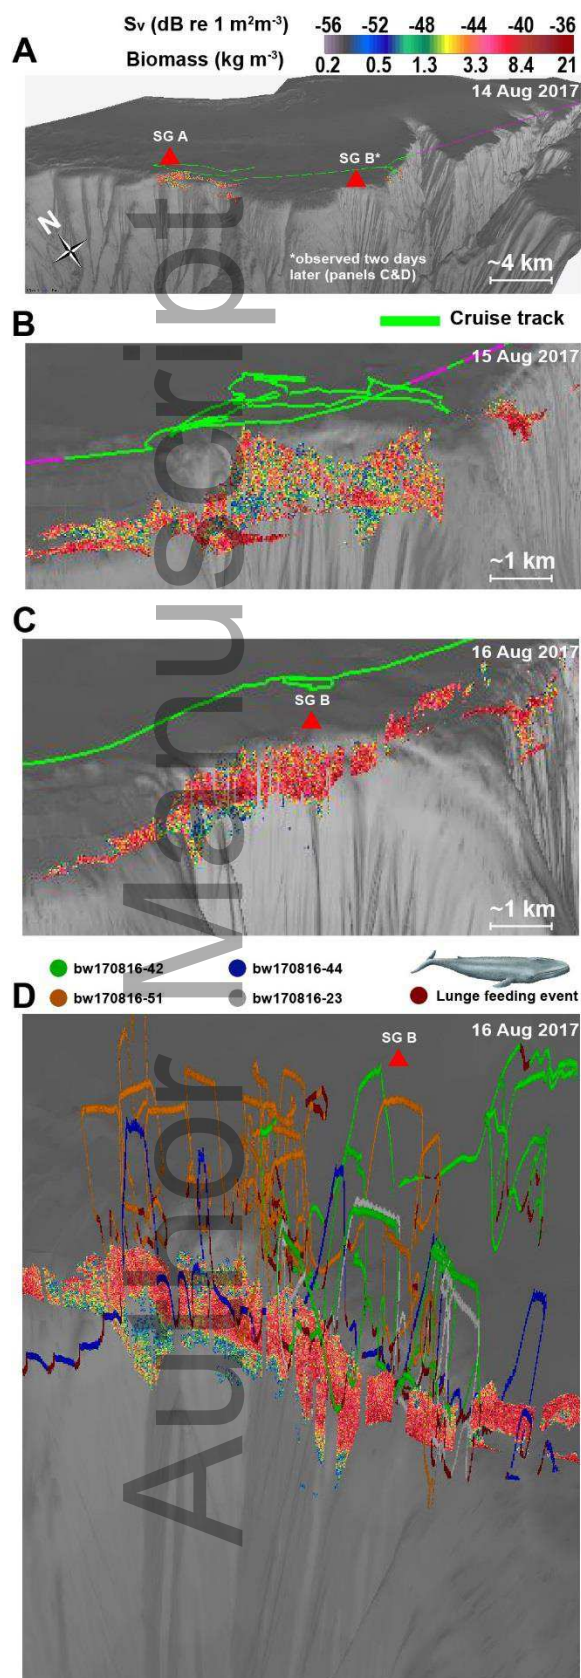 Sv (dB re 1 m²m-³)
-56 -52 -48 -44 -40 -36
Biomass (kg m-³)
0.2 0.5 1.3 3.3 8.4 21
A
14 Aug 2017
SG A
SG B*
N
*observed two days
later (panels C&D)
~4 km
B
Cruise track
15 Aug 2017
~1 km
C
16 Aug 2017
SG B
~1 km
bw170816-42
bw170816-44
bw170816-51
bw170816-23
Lunge feeding event
D
16 Aug 2017
SG B
Author Manuscript